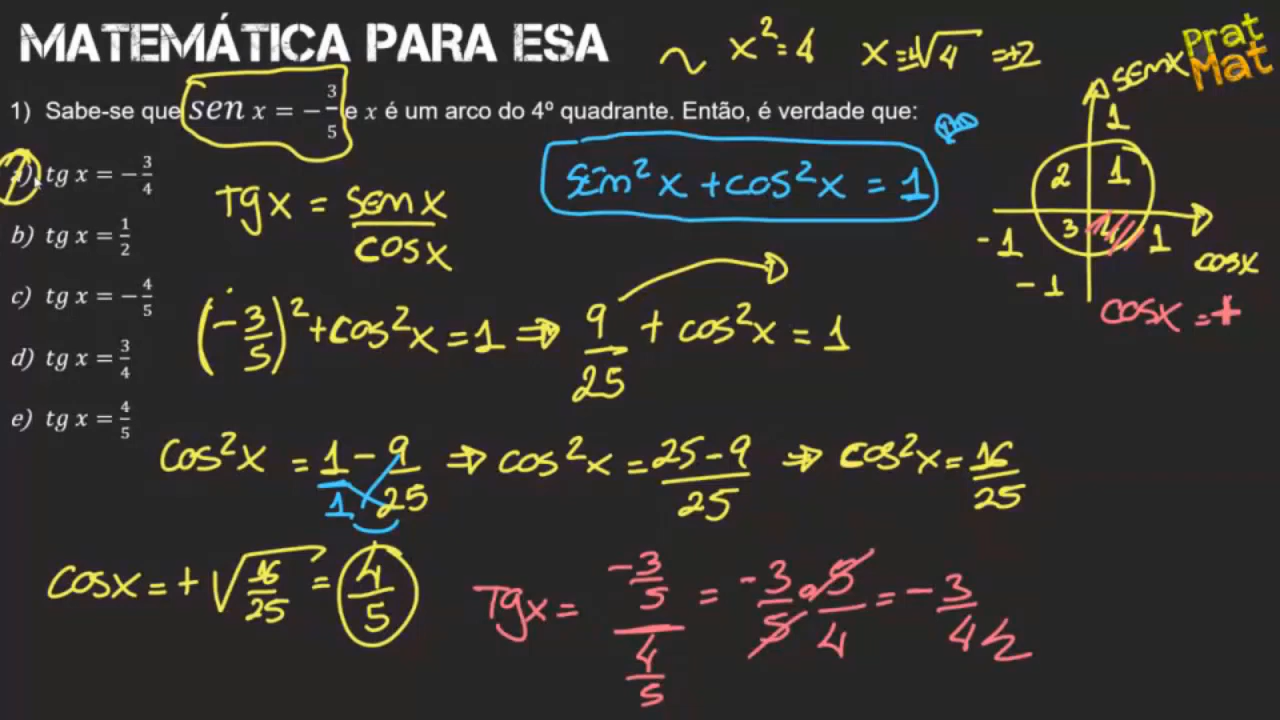 MATEMÁTICA PARA ESA
~ x² = 4 x = ±√4 = ±2
Prat
Mat
1) Sabe-se que sen x = −3/5 e x é um arco do 4º quadrante. Então, é verdade que:
a) tg x = −3/4
b) tg x = 1/2
c) tg x = −4/5
d) tg x = 3/4
e) tg x = 4/5
Tgx = senx/cosx
sen²x + cos²x = 1
senx
1
2 1
3 4
-1 1
cosx
-1
cosx = +
(-3/5)² + cos²x = 1 ⇒ 9/25 + cos²x = 1
cos²x = 1/1 - 9/25 ⇒ cos²x = 25-9/25 ⇒ cos²x = 16/25
cosx = + √16/25 = 4/5
Tgx = -3/5 / 4/5 = -3/5 . 5/4 = -3/4